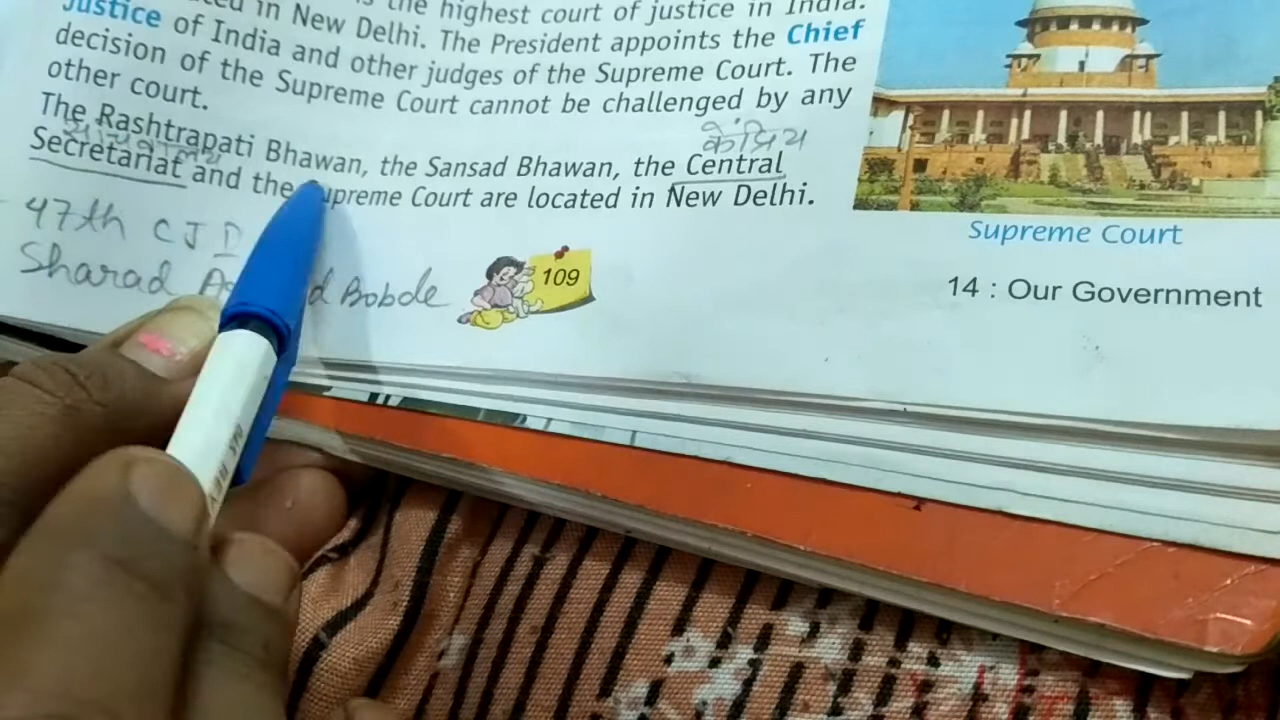 in New Delhi. The President appoints the Chief
the highest court of justice in India.
Justice of India and other judges of the Supreme Court. The
decision of the Supreme Court cannot be challenged by any
other court.
The Rashtrapati Bhawan, the Sansad Bhawan, the Central
केंद्रिय
Secretariat and the Supreme Court are located in New Delhi.
47th CJ
Sharad Bobde
109
Supreme Court
14 : Our Government